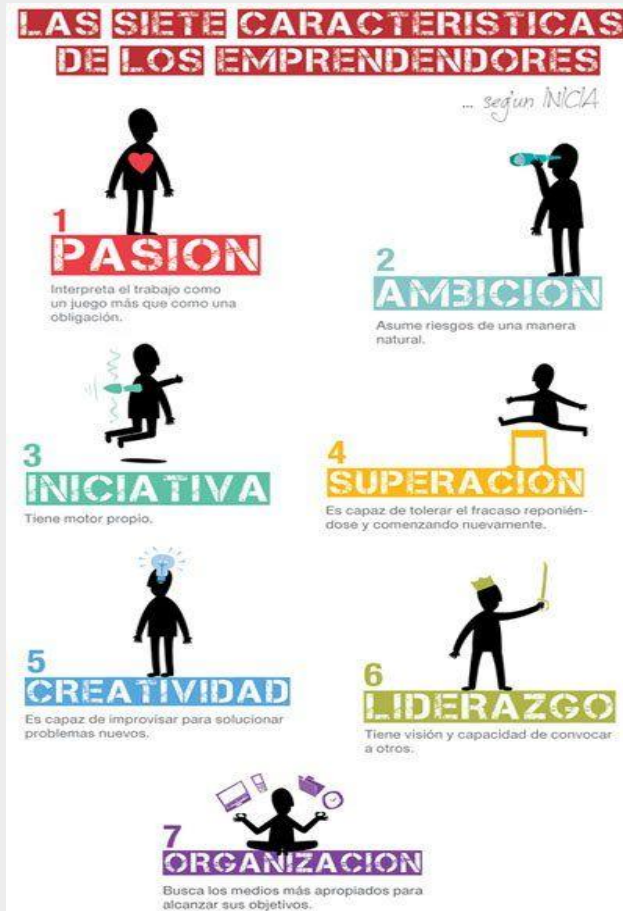 LAS SIETE CARACTERISTICAS
DE LOS EMPRENDENDORES
... segun INICIA
1
PASION
Interpreta el trabajo como
un juego más que como una
obligación.
2
AMBICION
Asume riesgos de una manera
natural.
3
INICIATIVA
Tiene motor propio.
4
SUPERACION
Es capaz de tolerar el fracaso reponién-
dose y comenzando nuevamente.
5
CREATIVIDAD
Es capaz de improvisar para solucionar
problemas nuevos.
6
LIDERAZGO
Tiene visión y capacidad de convocar
a otros.
7
ORGANIZACION
Busca los medios más apropiados para
alcanzar sus objetivos.